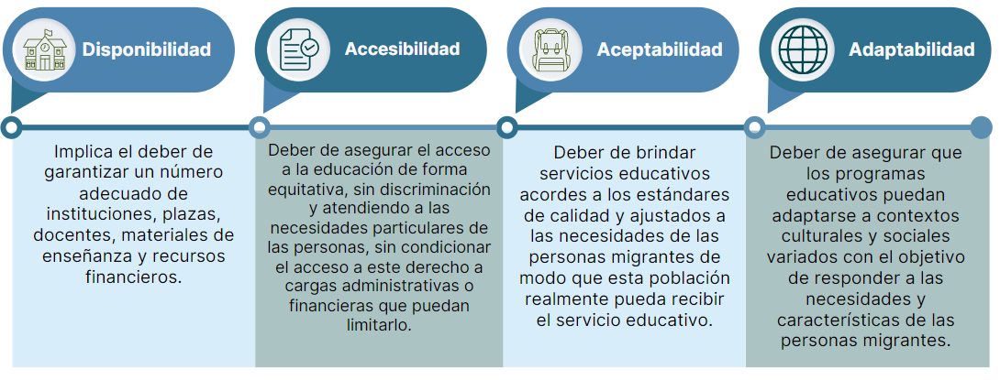 Disponibilidad
Implica el deber de
garantizar un número
adecuado de
instituciones, plazas,
docentes, materiales de
enseñanza y recursos
financieros.
Accesibilidad
Deber de asegurar el acceso
a la educación de forma
equitativa, sin discriminación
y atendiendo a las
necesidades particulares de
las personas, sin condicionar
el acceso a este derecho a
cargas administrativas o
financieras que puedan
limitarlo.
Aceptabilidad
Deber de brindar
servicios educativos
acordes a los estándares
de calidad y ajustados a
las necesidades de las
personas migrantes de
modo que esta población
realmente pueda recibir
el servicio educativo.
Adaptabilidad
Deber de asegurar que
los programas
educativos puedan
adaptarse a contextos
culturales y sociales
variados con el objetivo
de responder a las
necesidades y
características de las
personas migrantes.